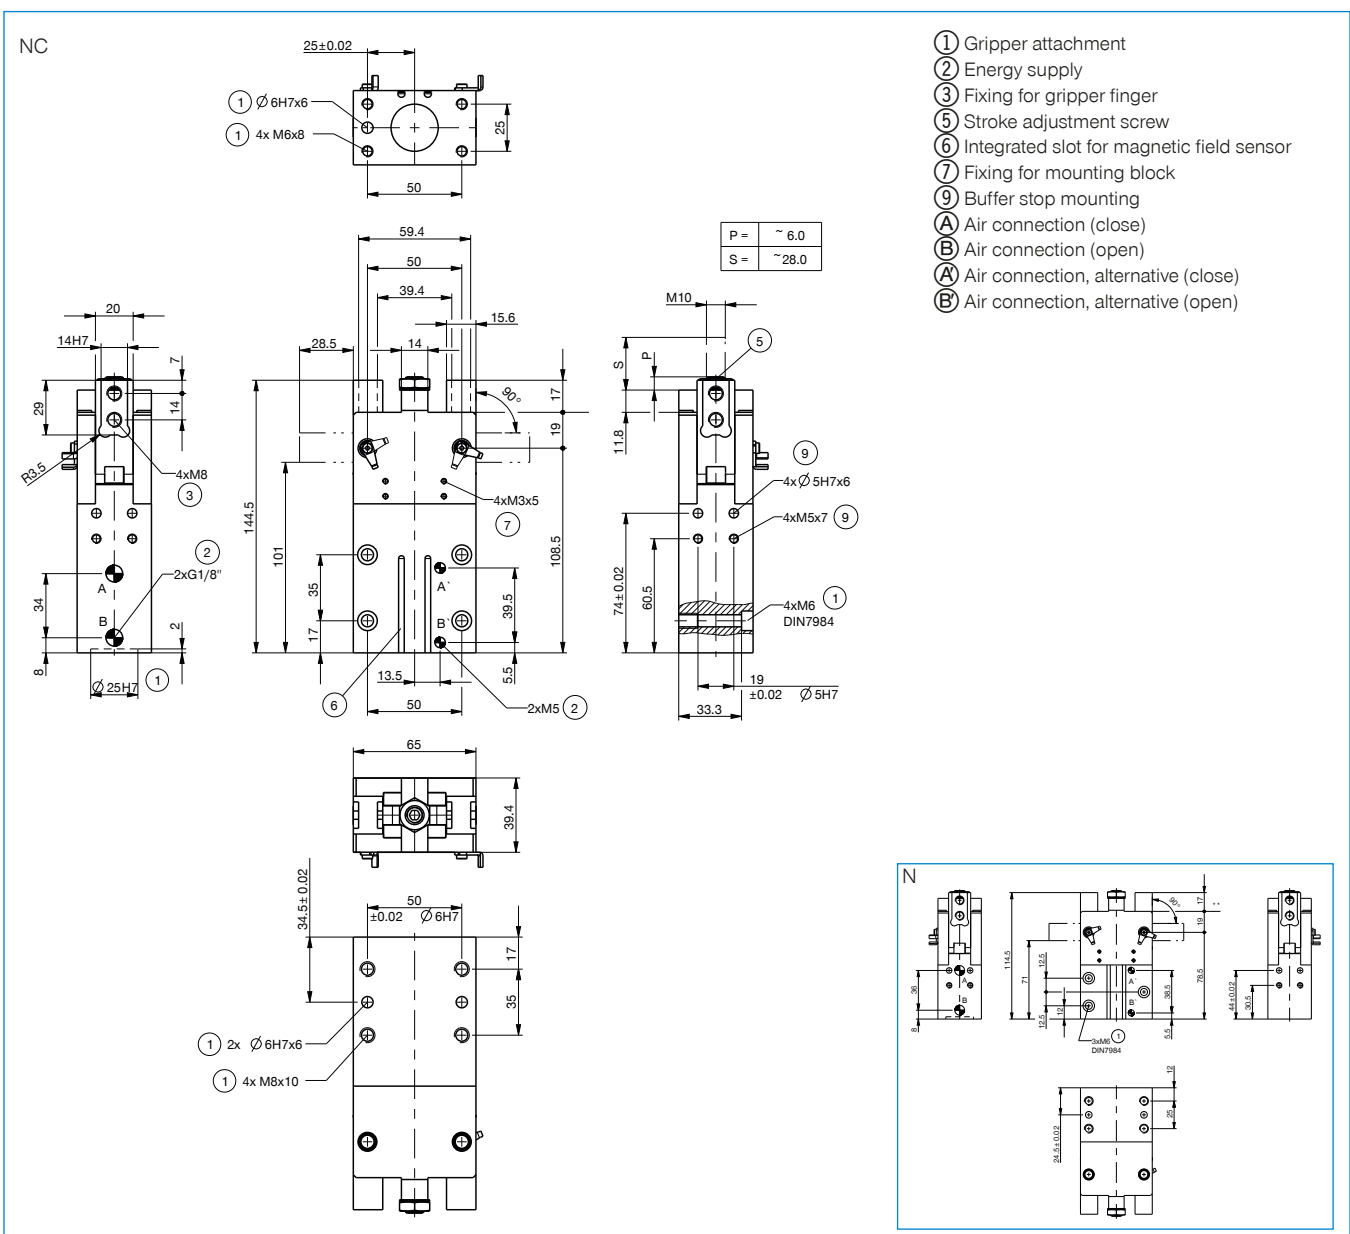 NC
25±0.02
① Ø 6H7x6
① 4x M6x8
25
50
① Gripper attachment
② Energy supply
③ Fixing for gripper finger
⑤ Stroke adjustment screw
⑥ Integrated slot for magnetic field sensor
⑦ Fixing for mounting block
⑨ Buffer stop mounting
Ⓐ Air connection (close)
Ⓑ Air connection (open)
A' Air connection, alternative (close)
B' Air connection, alternative (open)
P = ~ 6.0
S = ~28.0
20
14H7
7
14
29
R3.5
4xM8
③
②
2xG1/8"
A
B
34
8
2
Ø 25H7
①
59.4
50
39.4
15.6
28.5
14
90°
17
19
144.5
101
108.5
4xM3x5
⑦
35
17
A`
B`
39.5
5.5
13.5
50
⑥
2xM5 ②
M10
S
P
⑤
11.8
⑨
4x Ø 5H7x6
4xM5x7 ⑨
74±0.02
60.5
4xM6 ①
DIN7984
19
±0.02 Ø 5H7
33.3
65
39.4
34.5±0.02
50
±0.02 Ø 6H7
17
35
① 2x Ø 6H7x6
① 4x M8x10
N
36
8
A
B
114.5
71
12.5
12.5
12
90°
17
19
78.5
A`
B`
38.5
5.5
3xM6 ①
DIN7984
44±0.02
30.5
12
25
24.5±0.02